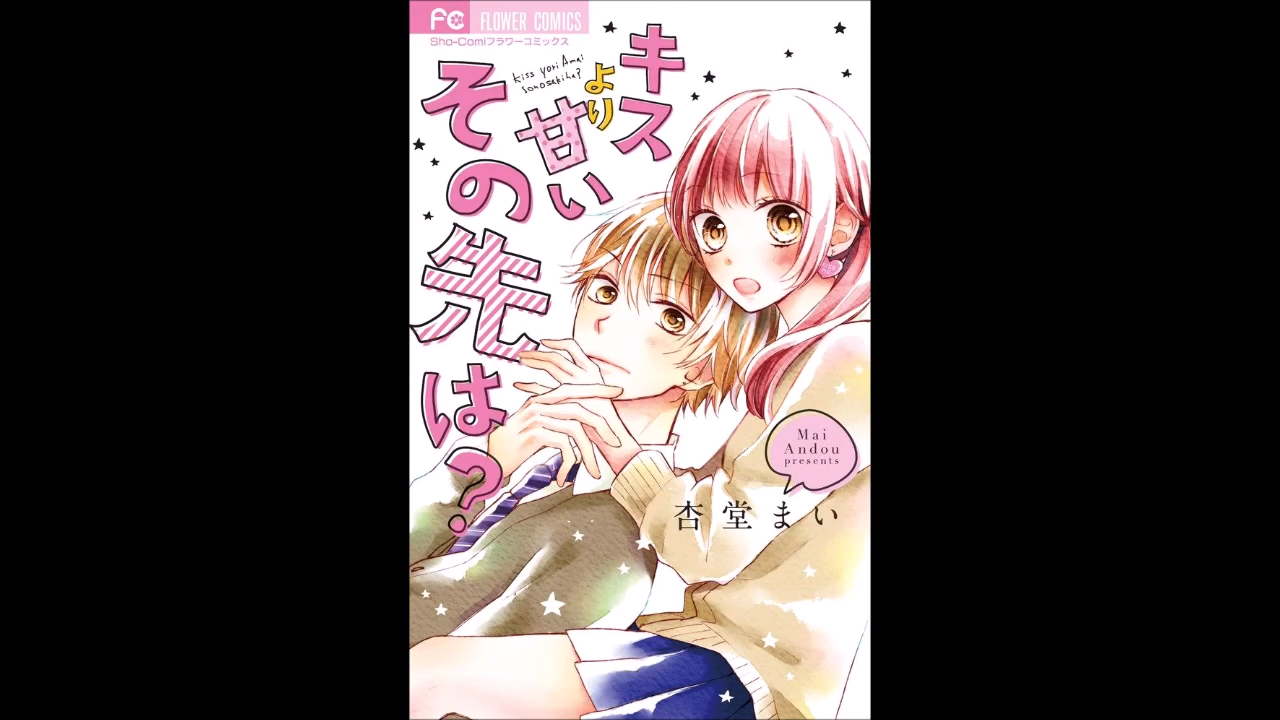 FC FLOWER COMICS
Sho-Comiフラワーコミックス
キス
より
甘い
その先は?
kiss yori Amai
sonosakiha?
Mai
Andou
presents
杏堂まい